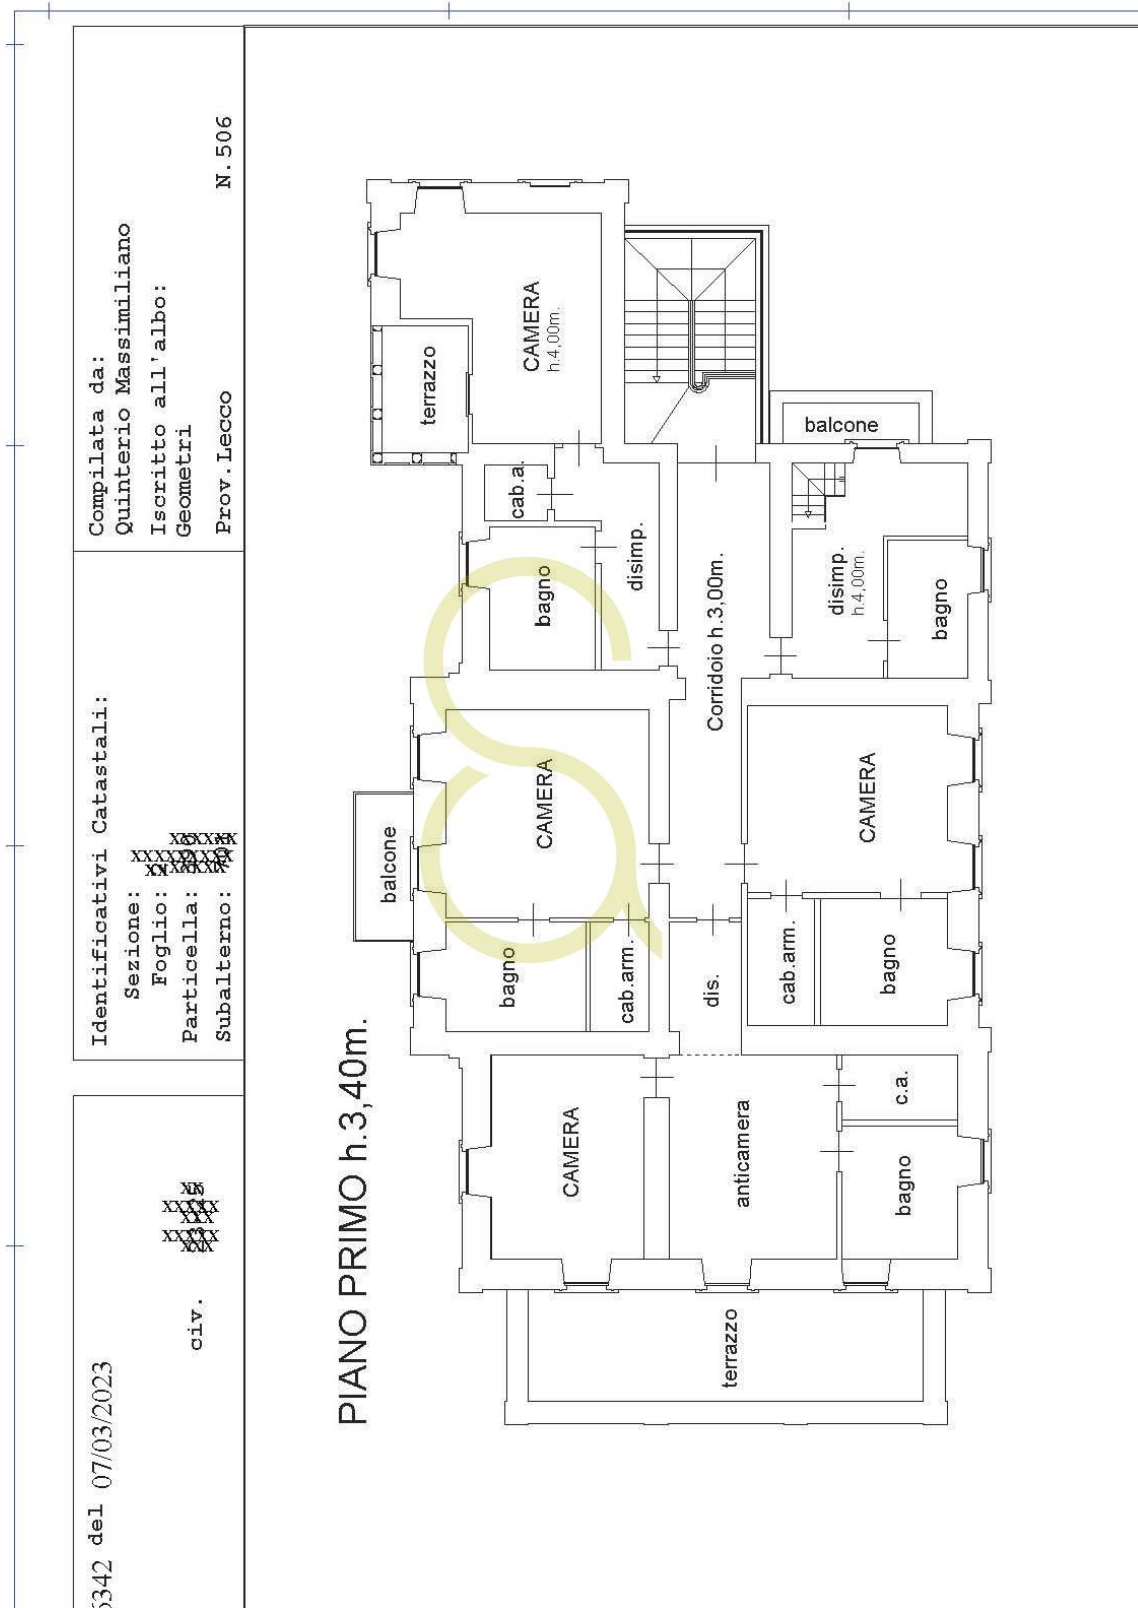 6342 del 07/03/2023
civ.
Identificativi Catastali:
Sezione:
Foglio:
Particella:
Subalterno:
Compilata da:
Quinterio Massimiliano
Iscritto all'albo:
Geometri
Prov.Lecco N.506
PIANO PRIMO h.3,40m.
terrazzo
CAMERA
h.4,00m.
balcone
cab.a.
bagno
disimp.
Corridoio h.3,00m.
disimp.
h.4,00m.
bagno
balcone
CAMERA
CAMERA
bagno
cab.arm.
dis.
cab.arm.
bagno
CAMERA
anticamera
c.a.
bagno
terrazzo